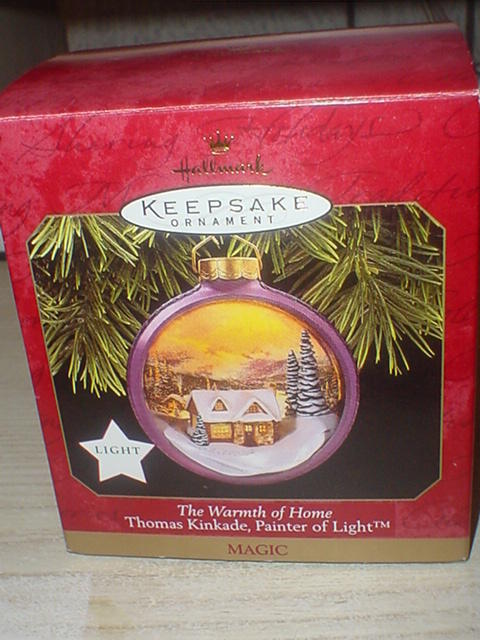 Hallmark
KEEPSAKE
ORNAMENT
LIGHT
The Warmth of Home
Thomas Kinkade, Painter of Light™
MAGIC